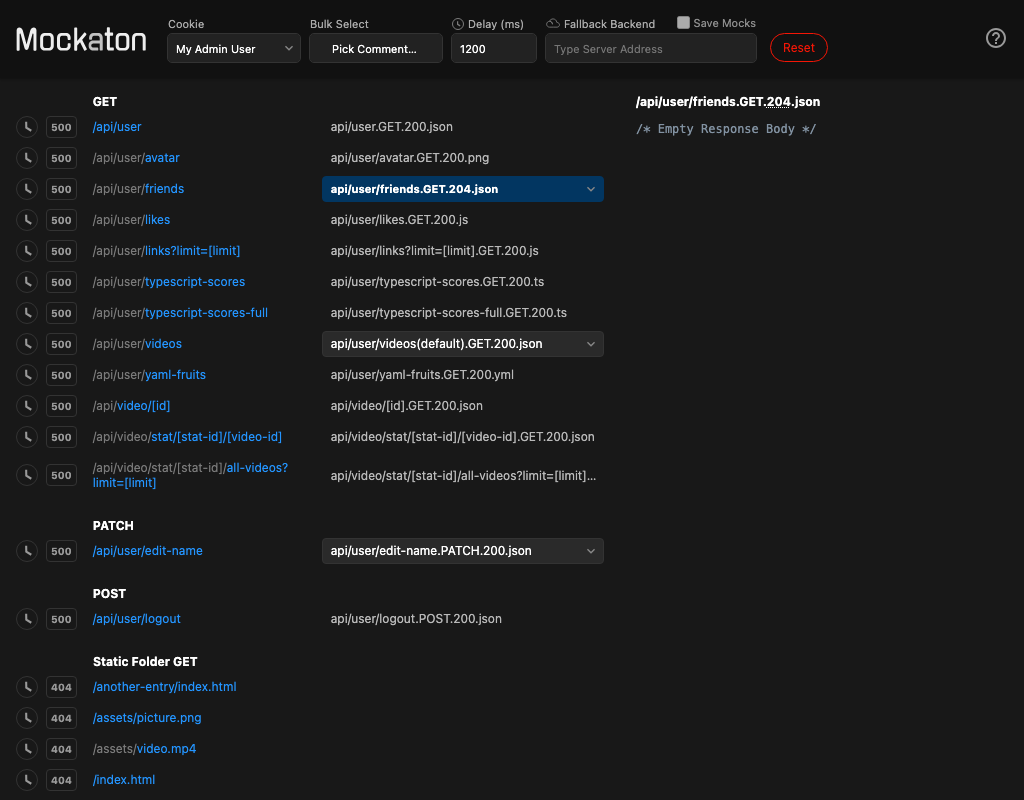 Mockaton
Cookie
My Admin User
Bulk Select
Pick Comment...
Delay (ms)
1200
Fallback Backend
Type Server Address
Save Mocks
Reset
?
GET
500 /api/user api/user.GET.200.json
500 /api/user/avatar api/user/avatar.GET.200.png
500 /api/user/friends api/user/friends.GET.204.json
500 /api/user/likes api/user/likes.GET.200.js
500 /api/user/links?limit=[limit] api/user/links?limit=[limit].GET.200.js
500 /api/user/typescript-scores api/user/typescript-scores.GET.200.ts
500 /api/user/typescript-scores-full api/user/typescript-scores-full.GET.200.ts
500 /api/user/videos api/user/videos(default).GET.200.json
500 /api/user/yaml-fruits api/user/yaml-fruits.GET.200.yml
500 /api/video/[id] api/video/[id].GET.200.json
500 /api/video/stat/[stat-id]/[video-id] api/video/stat/[stat-id]/[video-id].GET.200.json
500 /api/video/stat/[stat-id]/all-videos?
limit=[limit] api/video/stat/[stat-id]/all-videos?limit=[limit]...
PATCH
500 /api/user/edit-name api/user/edit-name.PATCH.200.json
POST
500 /api/user/logout api/user/logout.POST.200.json
Static Folder GET
404 /another-entry/index.html
404 /assets/picture.png
404 /assets/video.mp4
404 /index.html
/api/user/friends.GET.204.json
/* Empty Response Body */